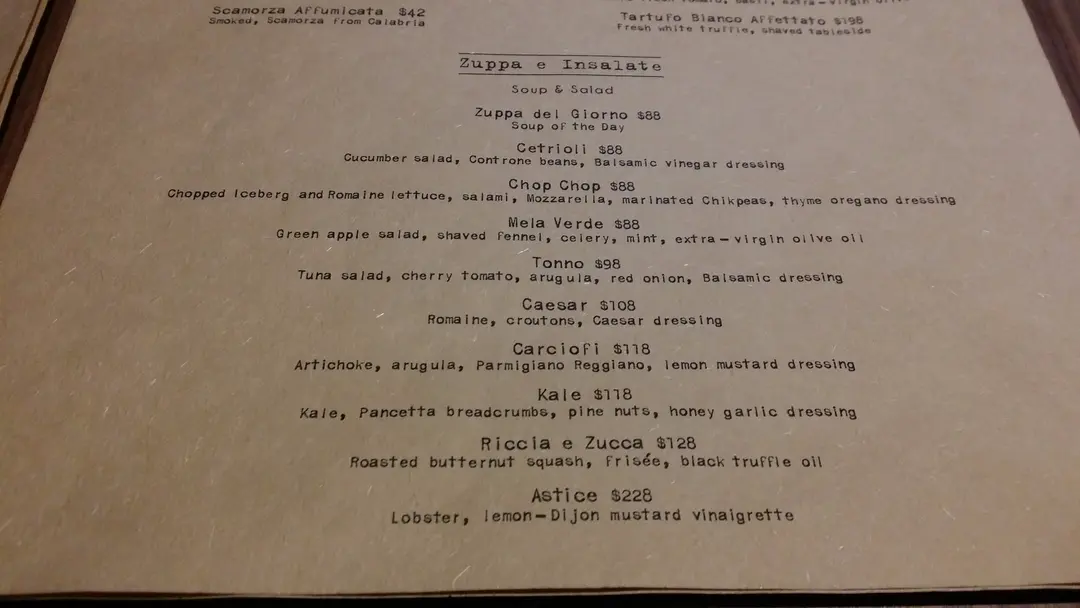 Scamorza Affumicata $42
Smoked, Scamorza from Calabria
extra-virgin
Tartufo Bianco Affettato $198
Fresh white truffle, shaved tableside
Zuppa e Insalate
Soup & Salad
Zuppa del Giorno $88
Soup of the Day
Cetrioli $88
Cucumber salad, Controne beans, Balsamic vinegar dressing
Chop Chop $88
Chopped Iceberg and Romaine lettuce, salami, Mozzarella, marinated Chikpeas, thyme oregano dressing
Mela Verde $88
Green apple salad, shaved fennel, celery, mint, extra-virgin olive oil
Tonno $98
Tuna salad, cherry tomato, arugula, red onion, Balsamic dressing
Caesar $108
Romaine, croutons, Caesar dressing
Carciofi $118
Artichoke, arugula, Parmigiano Reggiano, lemon mustard dressing
Kale $118
Kale, Pancetta breadcrumbs, pine nuts, honey garlic dressing
Riccia e Zucca $128
Roasted butternut squash, frisée, black truffle oil
Astice $228
Lobster, lemon-Dijon mustard vinaigrette